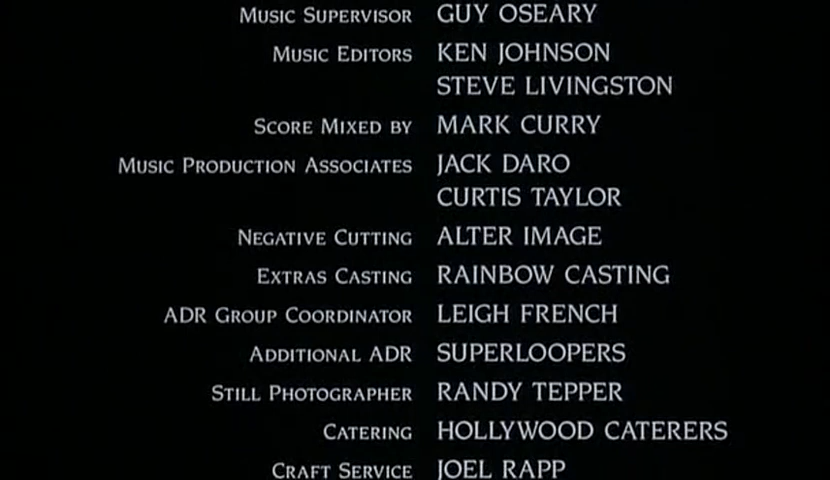 Music Supervisor GUY OSEARY
Music Editors KEN JOHNSON
STEVE LIVINGSTON
Score Mixed by MARK CURRY
Music Production Associates JACK DARO
CURTIS TAYLOR
Negative Cutting ALTER IMAGE
Extras Casting RAINBOW CASTING
ADR Group Coordinator LEIGH FRENCH
Additional ADR SUPERLOOPERS
Still Photographer RANDY TEPPER
Catering HOLLYWOOD CATERERS
Craft Service JOEL RAPP